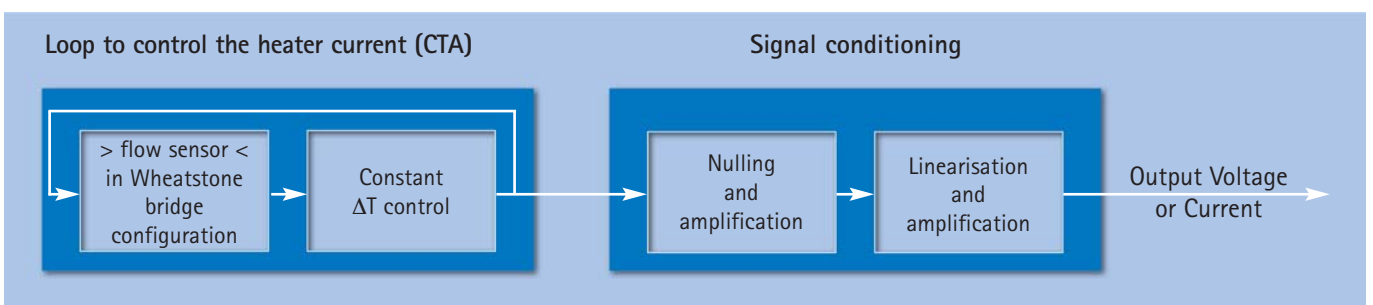 Loop to control the heater current (CTA)
Signal conditioning
> flow sensor <
in Wheatstone
bridge
configuration
Constant
ΔT control
Nulling
and
amplification
Linearisation
and
amplification
Output Voltage
or Current